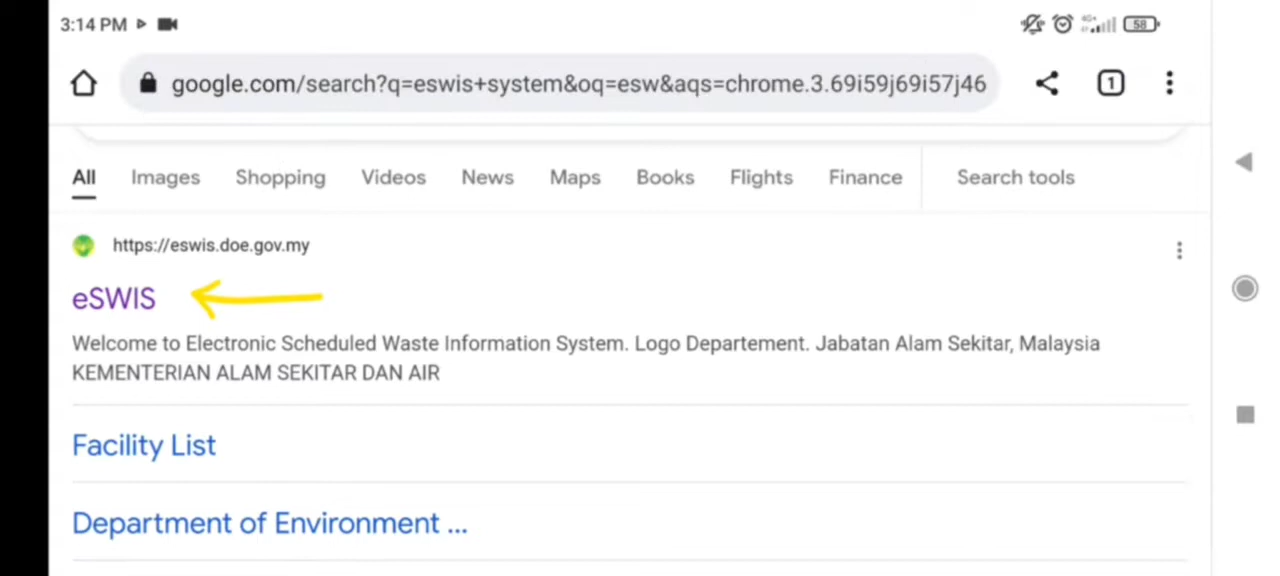 3:14 PM
4G+
58
google.com/search?q=eswis+system&oq=esw&aqs=chrome.3.69i59j69i57j46
1
All Images Shopping Videos News Maps Books Flights Finance Search tools
https://eswis.doe.gov.my
eSWIS
Welcome to Electronic Scheduled Waste Information System. Logo Departement. Jabatan Alam Sekitar, Malaysia
KEMENTERIAN ALAM SEKITAR DAN AIR
Facility List
Department of Environment ...